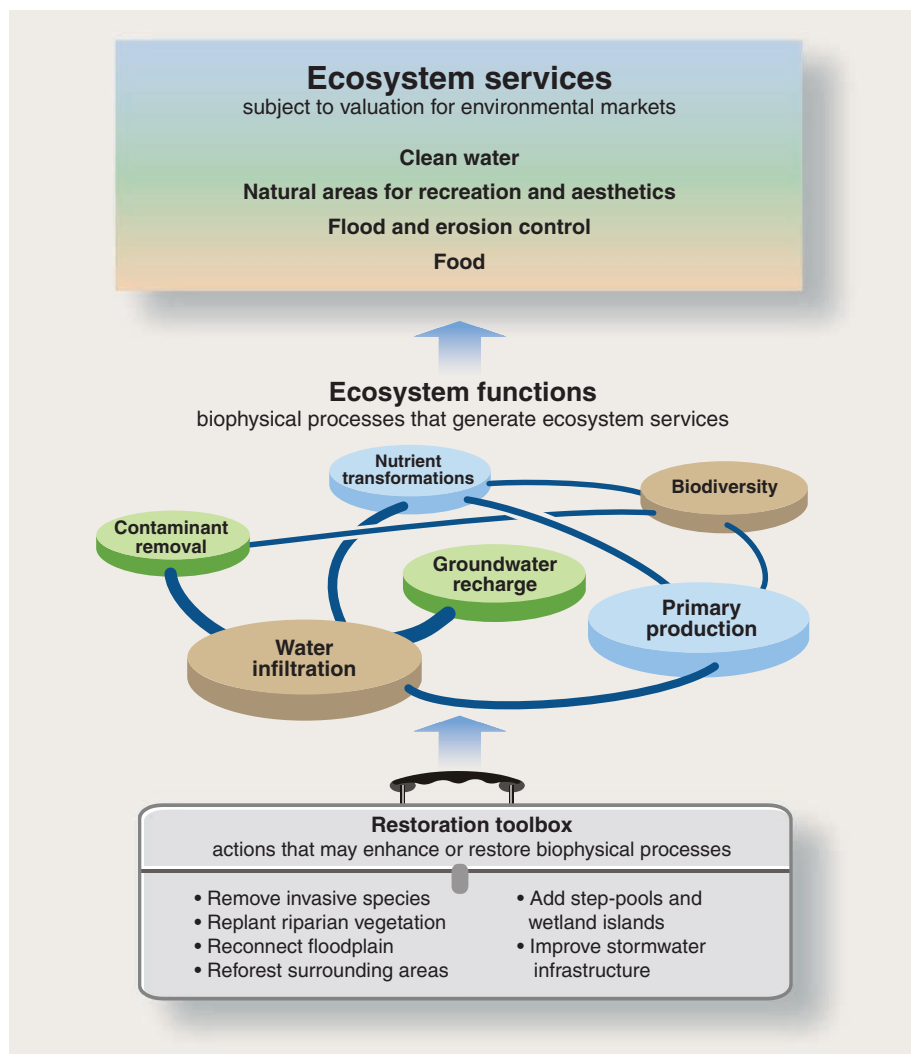 Ecosystem services
subject to valuation for environmental markets
Clean water
Natural areas for recreation and aesthetics
Flood and erosion control
Food
Ecosystem functions
biophysical processes that generate ecosystem services
Nutrient
transformations
Biodiversity
Contaminant
removal
Groundwater
recharge
Primary
production
Water
infiltration
Restoration toolbox
actions that may enhance or restore biophysical processes
• Remove invasive species
• Replant riparian vegetation
• Reconnect floodplain
• Reforest surrounding areas
• Add step-pools and
wetland islands
• Improve stormwater
infrastructure